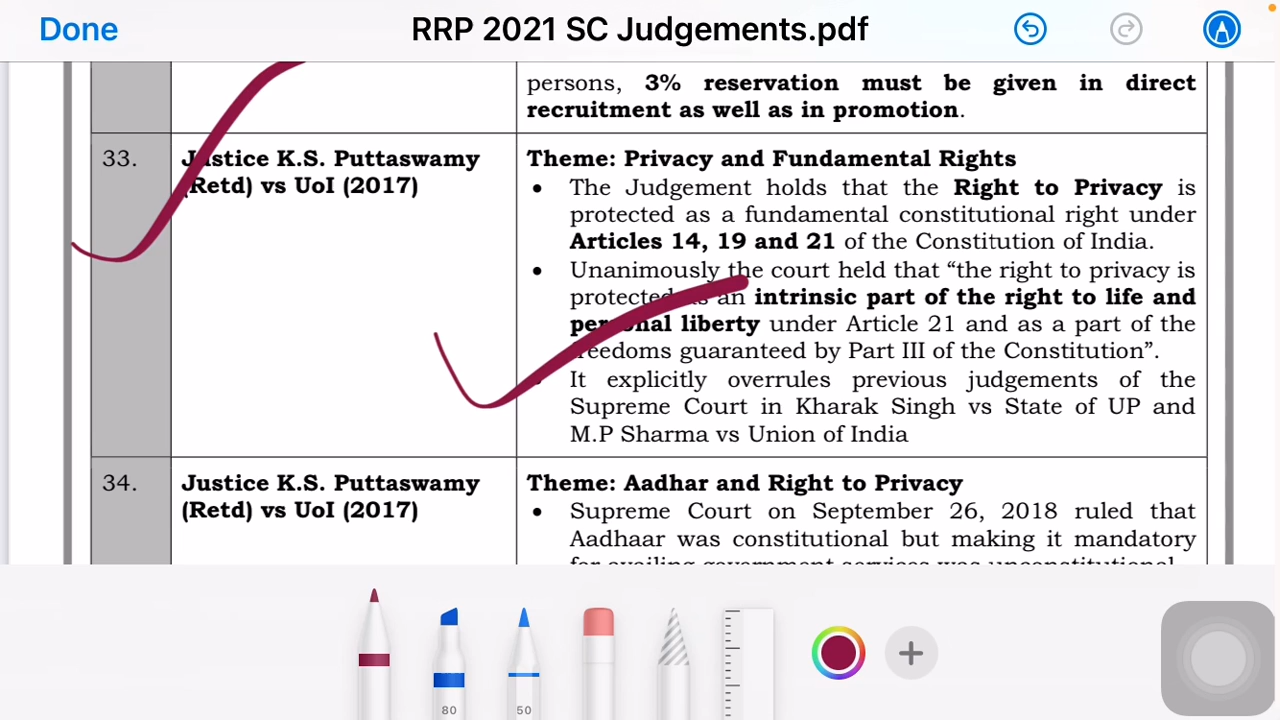 Done
RRP 2021 SC Judgements.pdf
persons, 3% reservation must be given in direct
recruitment as well as in promotion.
33.
Justice K.S. Puttaswamy
(Retd) vs UoI (2017)
Theme: Privacy and Fundamental Rights
• The Judgement holds that the Right to Privacy is
protected as a fundamental constitutional right under
Articles 14, 19 and 21 of the Constitution of India.
• Unanimously the court held that “the right to privacy is
protected as an intrinsic part of the right to life and
personal liberty under Article 21 and as a part of the
freedoms guaranteed by Part III of the Constitution”.
• It explicitly overrules previous judgements of the
Supreme Court in Kharak Singh vs State of UP and
M.P Sharma vs Union of India
34.
Justice K.S. Puttaswamy
(Retd) vs UoI (2017)
Theme: Aadhar and Right to Privacy
• Supreme Court on September 26, 2018 ruled that
Aadhaar was constitutional but making it mandatory
for availing government services was unconstitutional
80
50